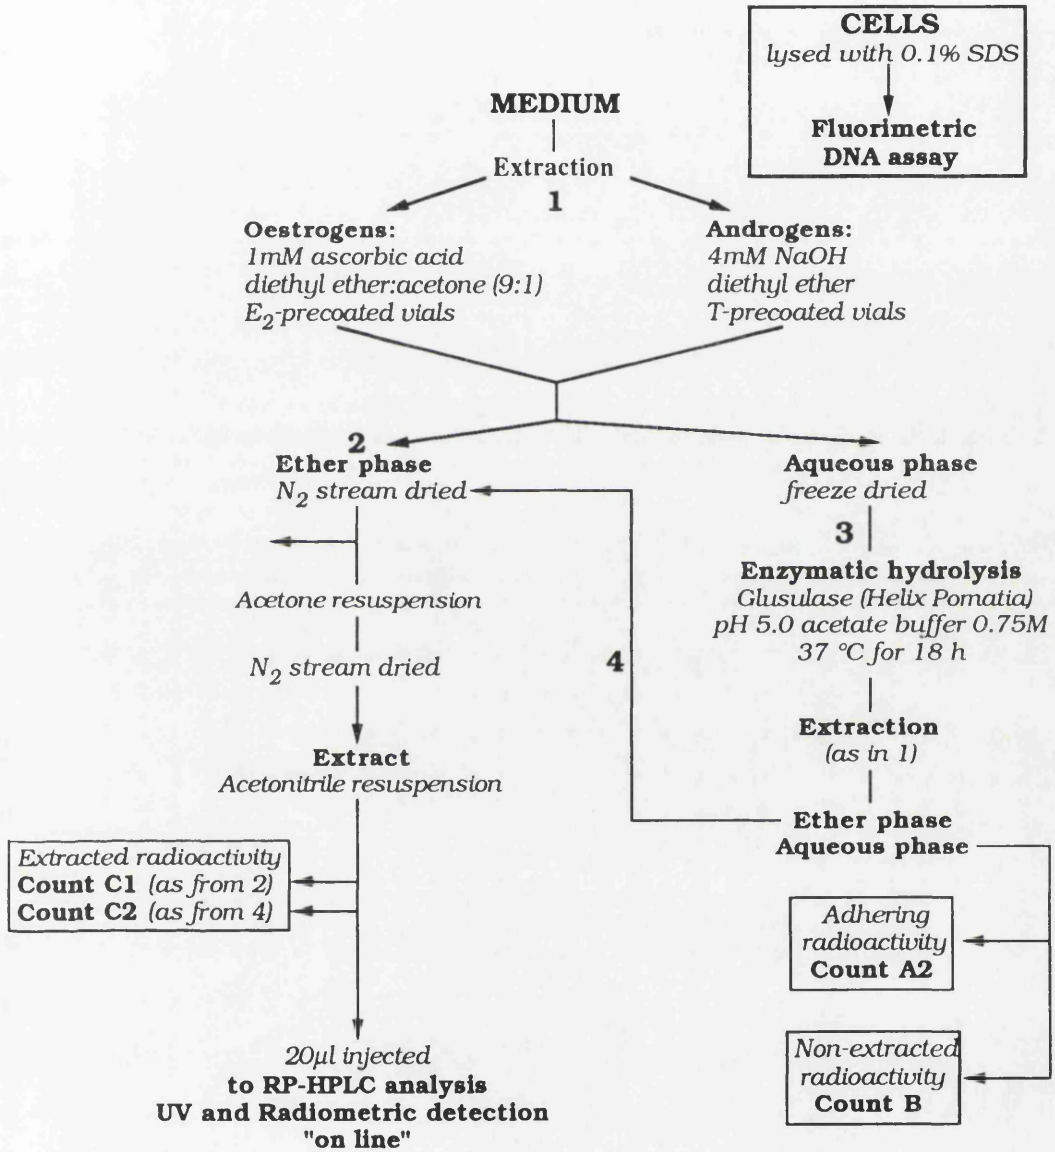 CELLS
lysed with 0.1% SDS
Fluorimetric
DNA assay
MEDIUM
Extraction
1
Oestrogens:
1mM ascorbic acid
diethyl ether:acetone (9:1)
E₂-precoated vials
Androgens:
4mM NaOH
diethyl ether
T-precoated vials
2
Ether phase
N₂ stream dried
Acetone resuspension
N₂ stream dried
Extract
Acetonitrile resuspension
Extracted radioactivity
Count C1 (as from 2)
Count C2 (as from 4)
20µl injected
to RP-HPLC analysis
UV and Radiometric detection
"on line"
Aqueous phase
freeze dried
3
Enzymatic hydrolysis
Glusulase (Helix Pomatia)
pH 5.0 acetate buffer 0.75M
37 °C for 18 h
4
Extraction
(as in 1)
Ether phase
Aqueous phase
Adhering
radioactivity
Count A2
Non-extracted
radioactivity
Count B